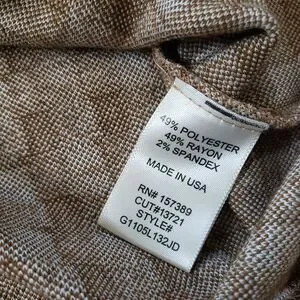 49% POLYESTER
49% RAYON
2% SPANDEX
MADE IN USA
RN# 157389
CUT#13721
STYLE#
G1105L132JD